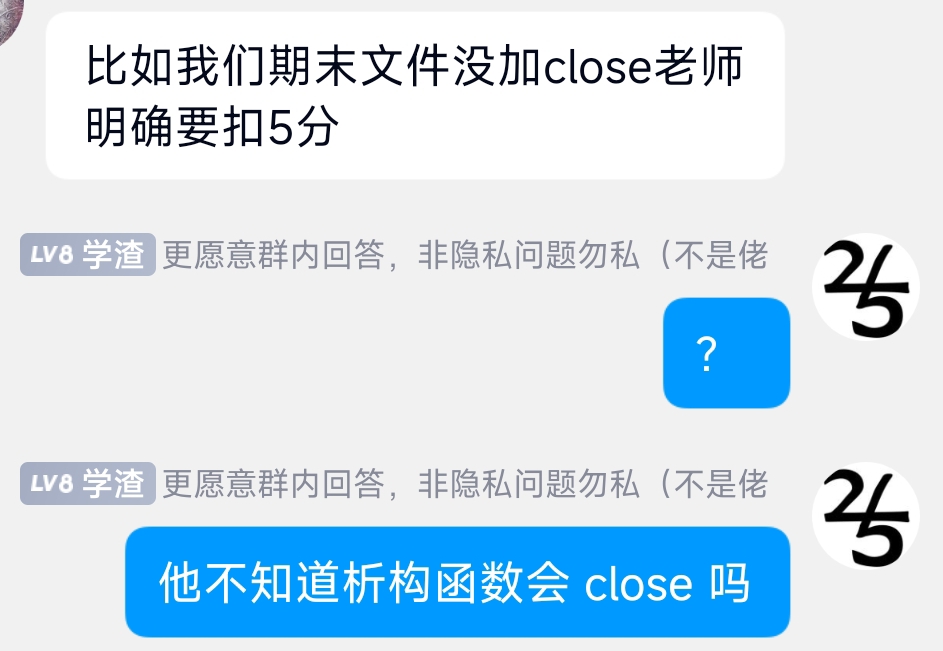 比如我们期末文件没加close老师
明确要扣5分
LV8 学渣 更愿意群内回答，非隐私问题勿私（不是佬
？
LV8 学渣 更愿意群内回答，非隐私问题勿私（不是佬
他不知道析构函数会 close 吗